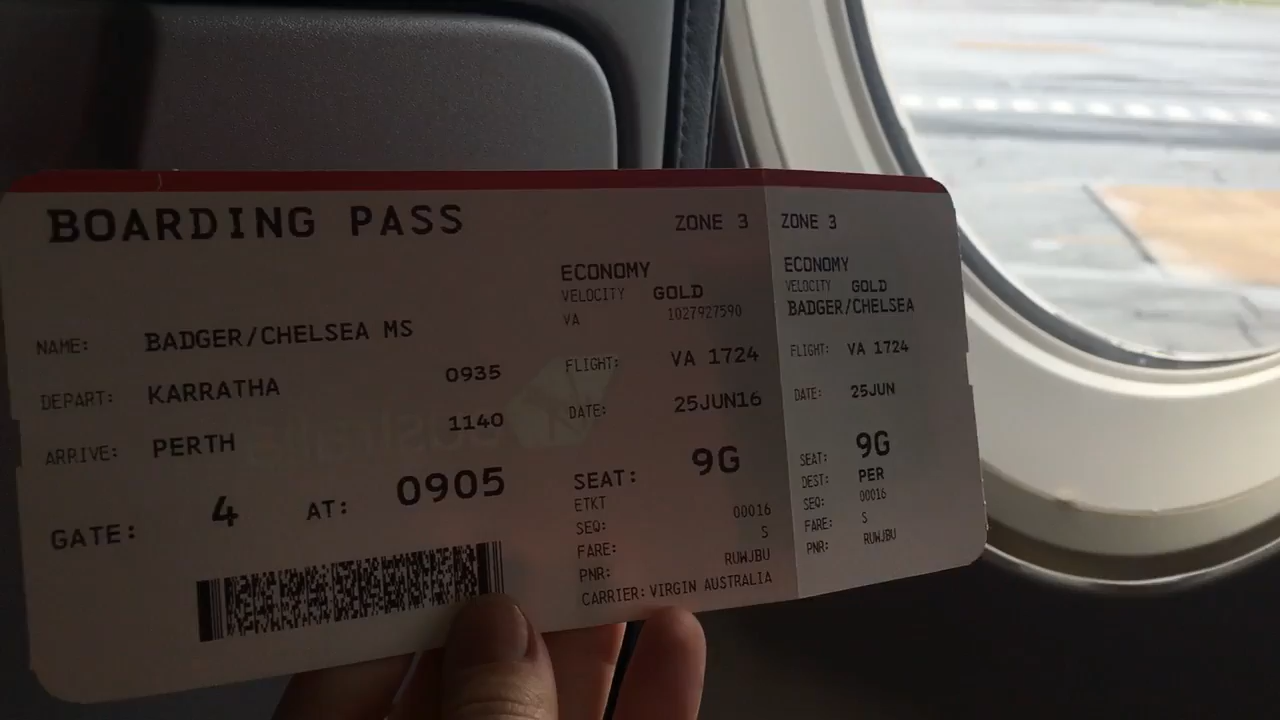 BOARDING PASS
ZONE 3
ECONOMY
VELOCITY GOLD
VA 1027927590
NAME: BADGER/CHELSEA MS
DEPART: KARRATHA 0935
FLIGHT: VA 1724
ARRIVE: PERTH 1140
DATE: 25JUN16
GATE: 4 AT: 0905
SEAT: 9G
ETKT
SEQ: 00016
FARE: S
PNR: RUWJBU
CARRIER: VIRGIN AUSTRALIA
australia
ZONE 3
ECONOMY
VELOCITY GOLD
BADGER/CHELSEA
FLIGHT: VA 1724
DATE: 25JUN
SEAT: 9G
DEST: PER
SEQ: 00016
FARE: S
PNR: RUWJBU